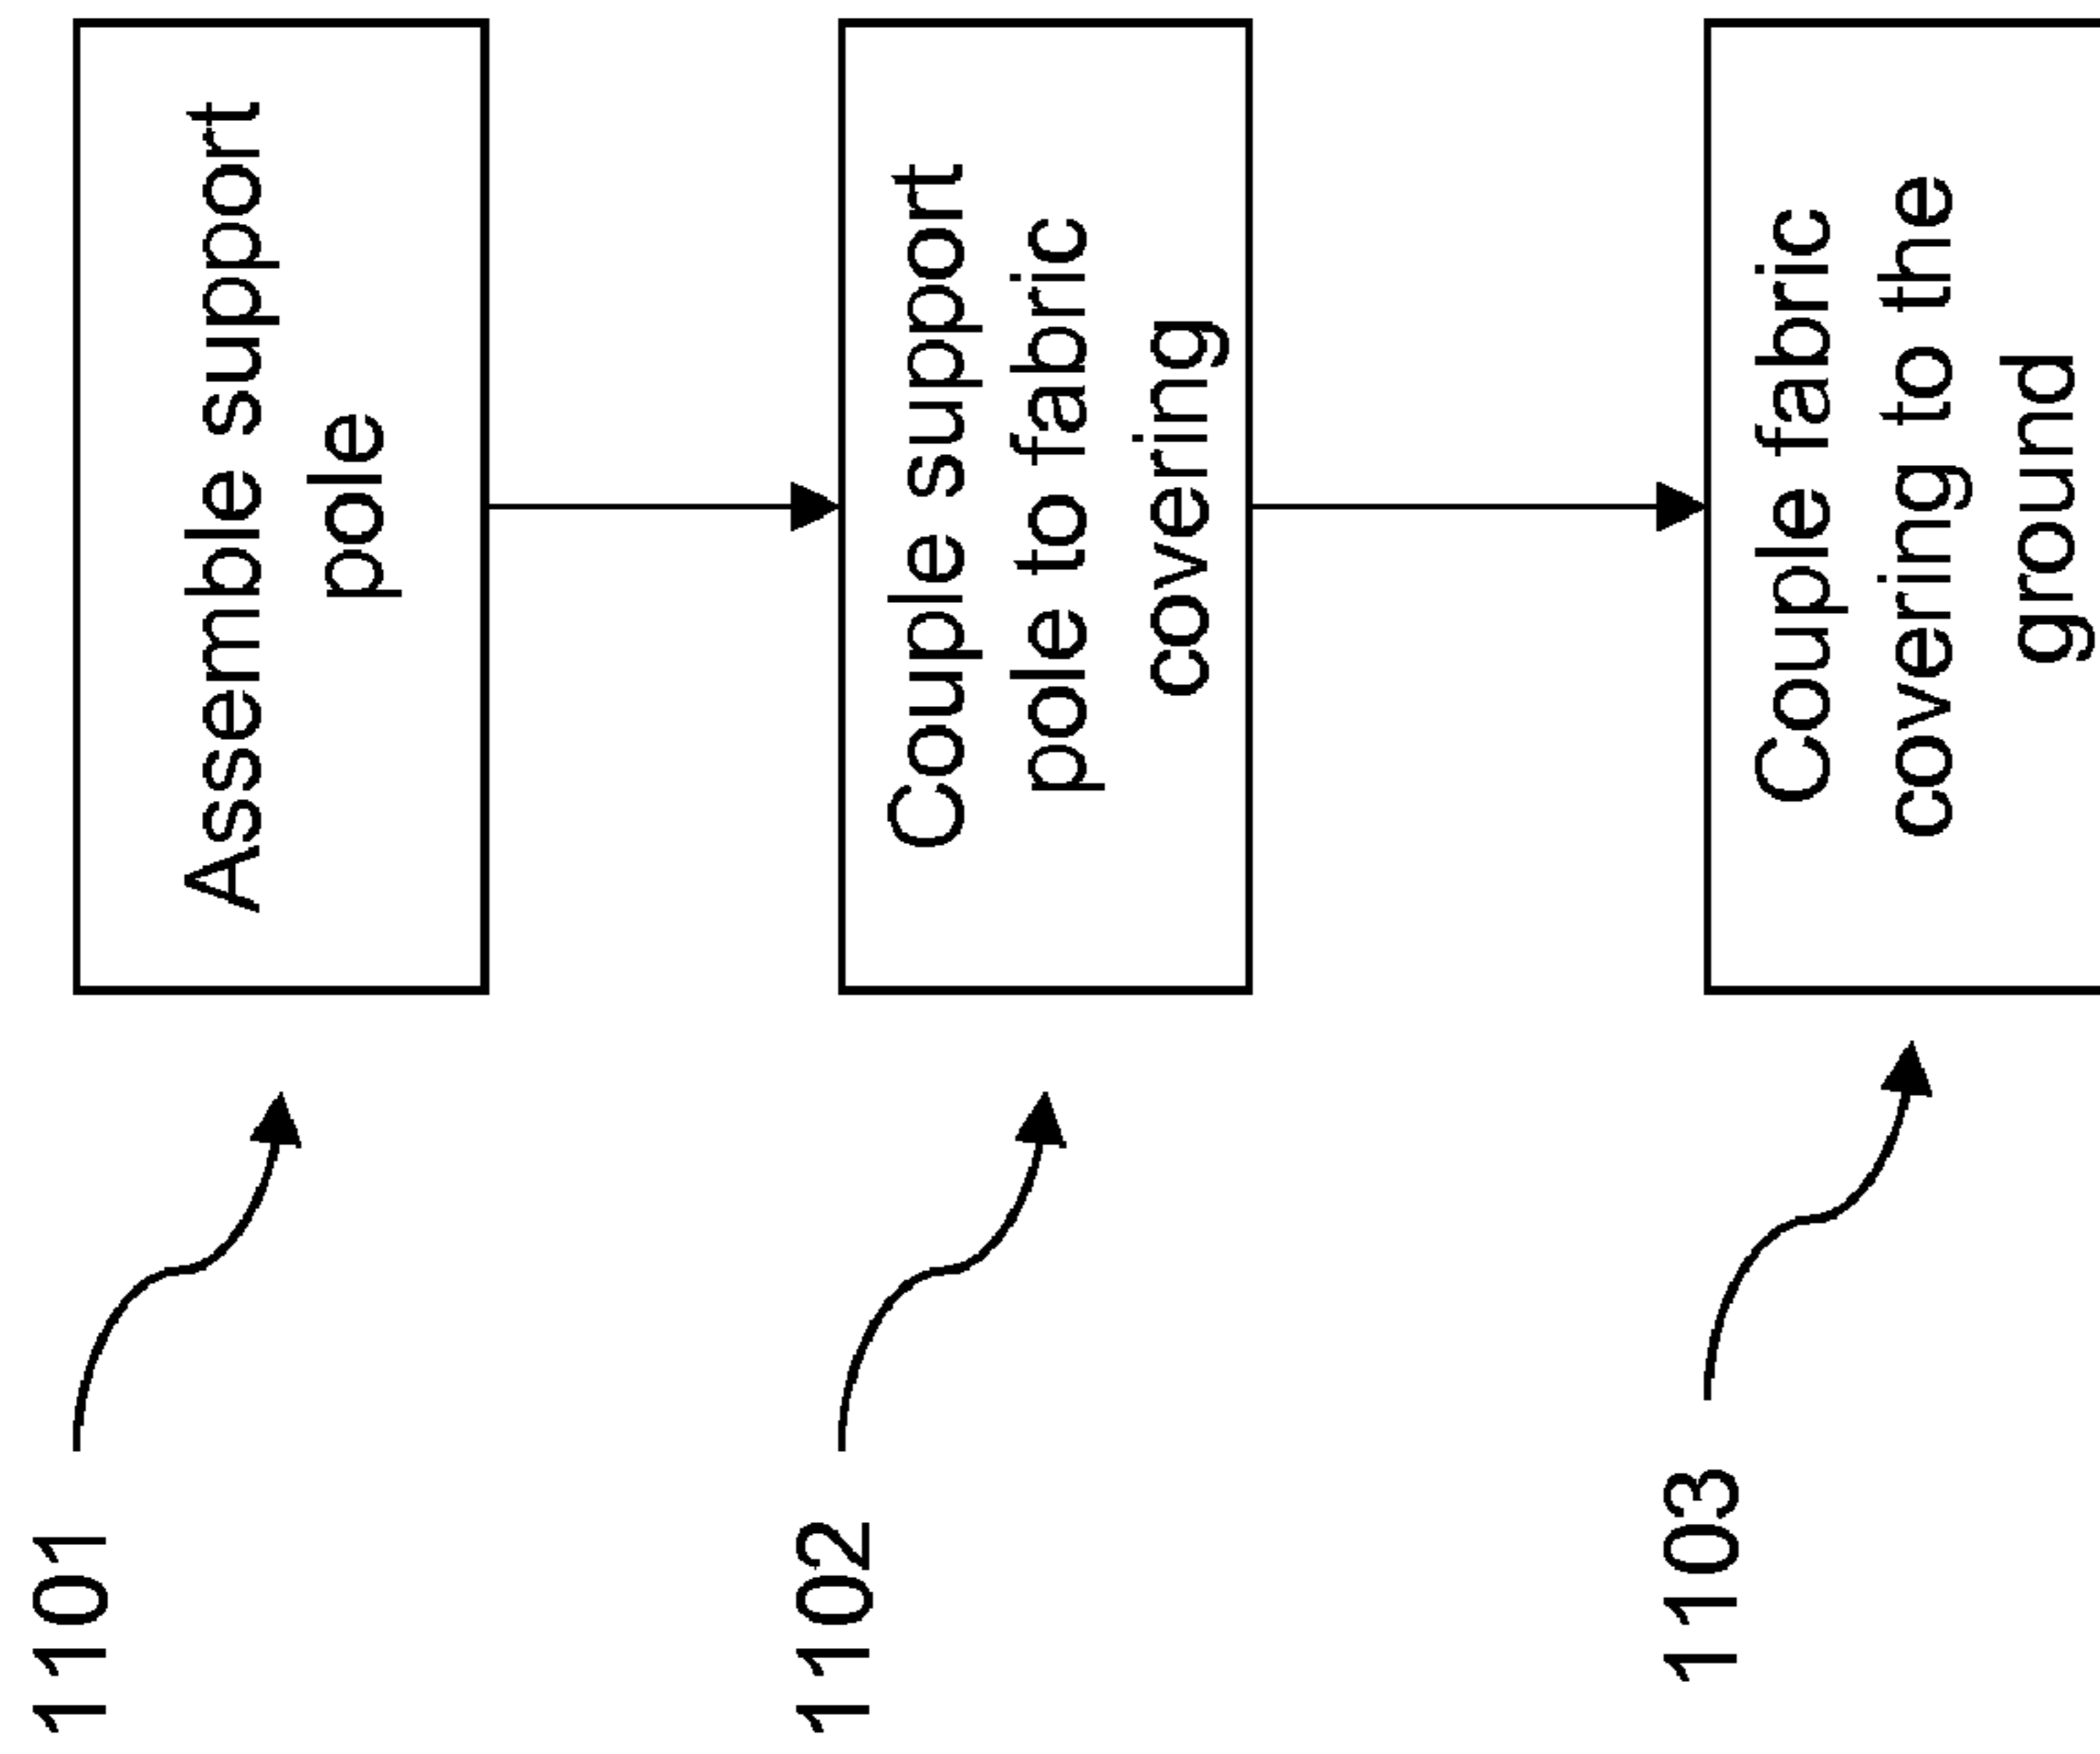 1101
Assemble support
pole
1102
Couple support
pole to fabric
covering
1103
Couple fabric
covering to the
ground